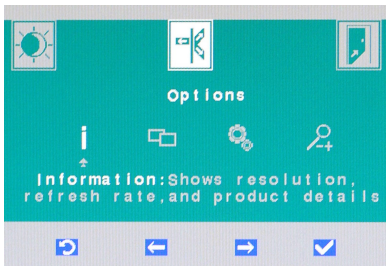 Options
Information:Shows resolution,
refresh rate,and product details